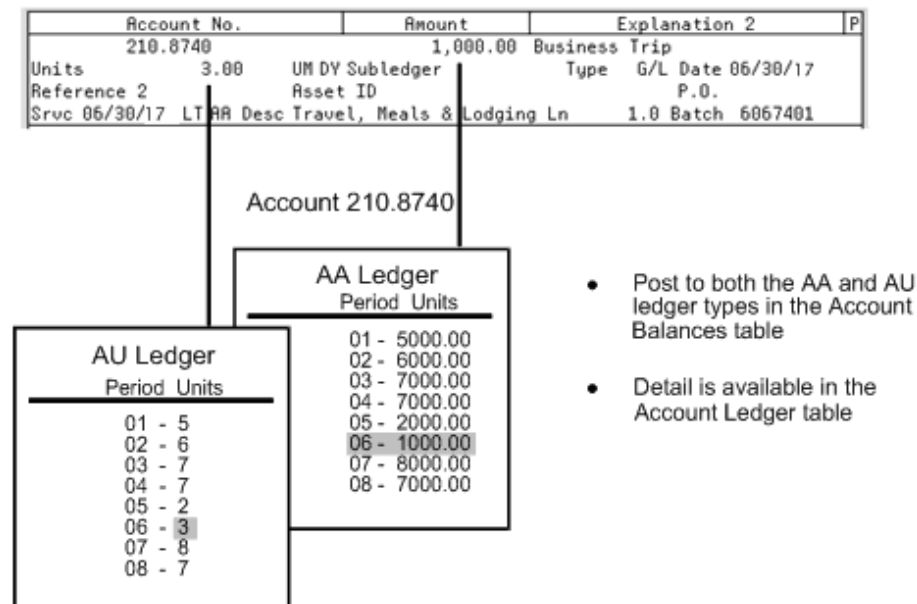 Account No. Amount Explanation 2 P
210.8740 1,000.00 Business Trip
Units 3.00 UM DY Subledger Type G/L Date 06/30/17
Reference 2 Asset ID P.O.
Srvc 06/30/17 LT AA Desc Travel, Meals & Lodging Ln 1.0 Batch 6067401
Account 210.8740
AA Ledger
Period Units
01 - 5000.00
02 - 6000.00
03 - 7000.00
04 - 7000.00
05 - 2000.00
06 - 1000.00
07 - 8000.00
08 - 7000.00
AU Ledger
Period Units
01 - 5
02 - 6
03 - 7
04 - 7
05 - 2
06 - 3
07 - 8
08 - 7
• Post to both the AA and AU
ledger types in the Account
Balances table
• Detail is available in the
Account Ledger table